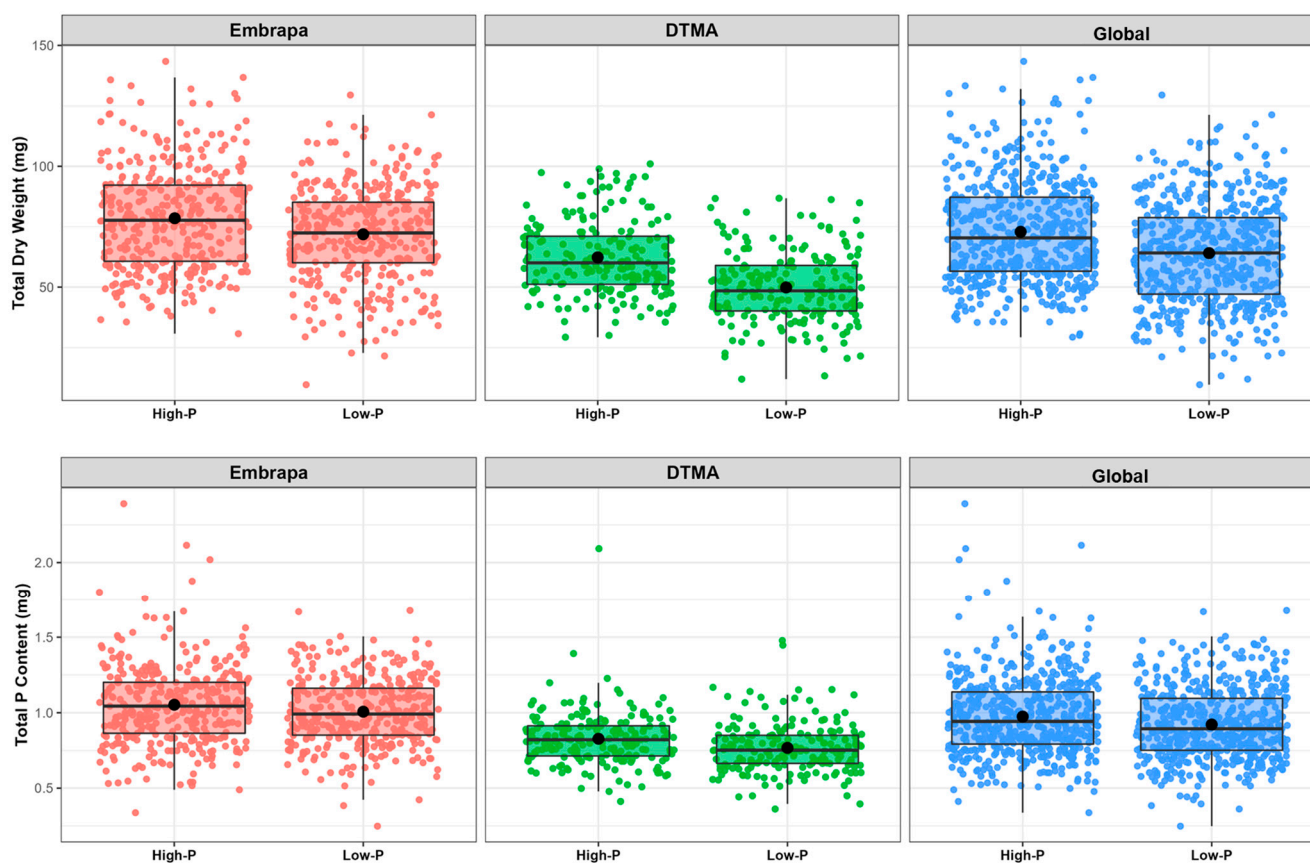 Embrapa DTMA Global
150
100
50
Total Dry Weight (mg)
High-P Low-P High-P Low-P High-P Low-P
Embrapa DTMA Global
2.0
1.5
1.0
0.5
Total P Content (mg)
High-P Low-P High-P Low-P High-P Low-P